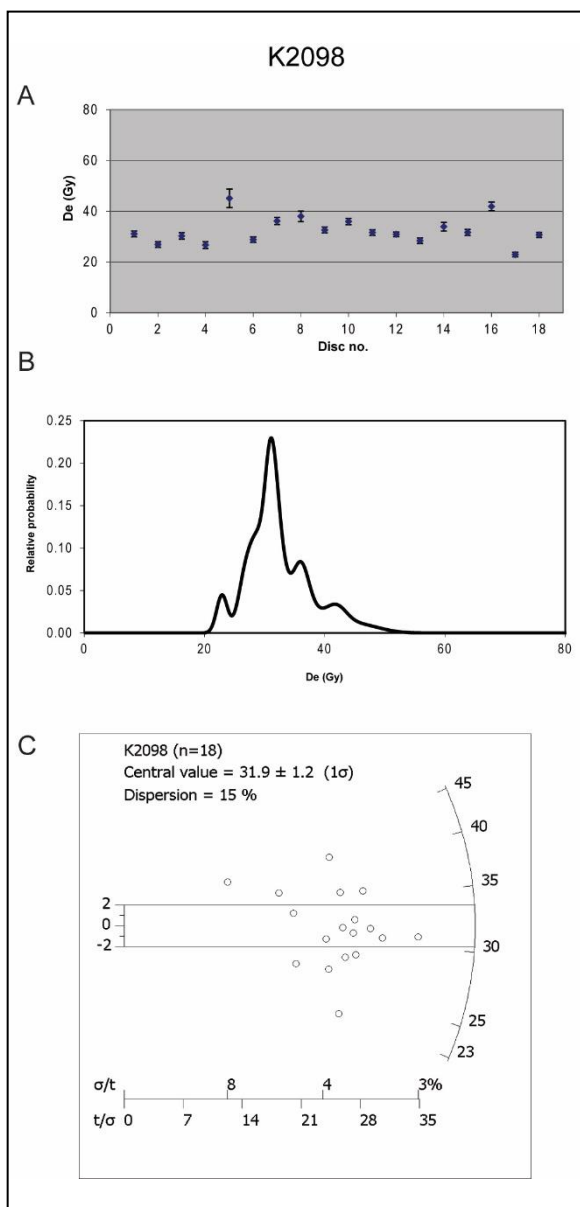 K2098
A
80
60
40
20
0
De (Gy)
0 2 4 6 8 10 12 14 16 18
Disc no.
B
0.25
0.20
0.15
0.10
0.05
0.00
Relative probability
0 20 40 60 80
De (Gy)
C
K2098 (n=18)
Central value = 31.9 ± 1.2 (1σ)
Dispersion = 15 %
45
40
35
30
25
23
2
0
-2
σ/t 8 4 3%
t/σ 0 7 14 21 28 35